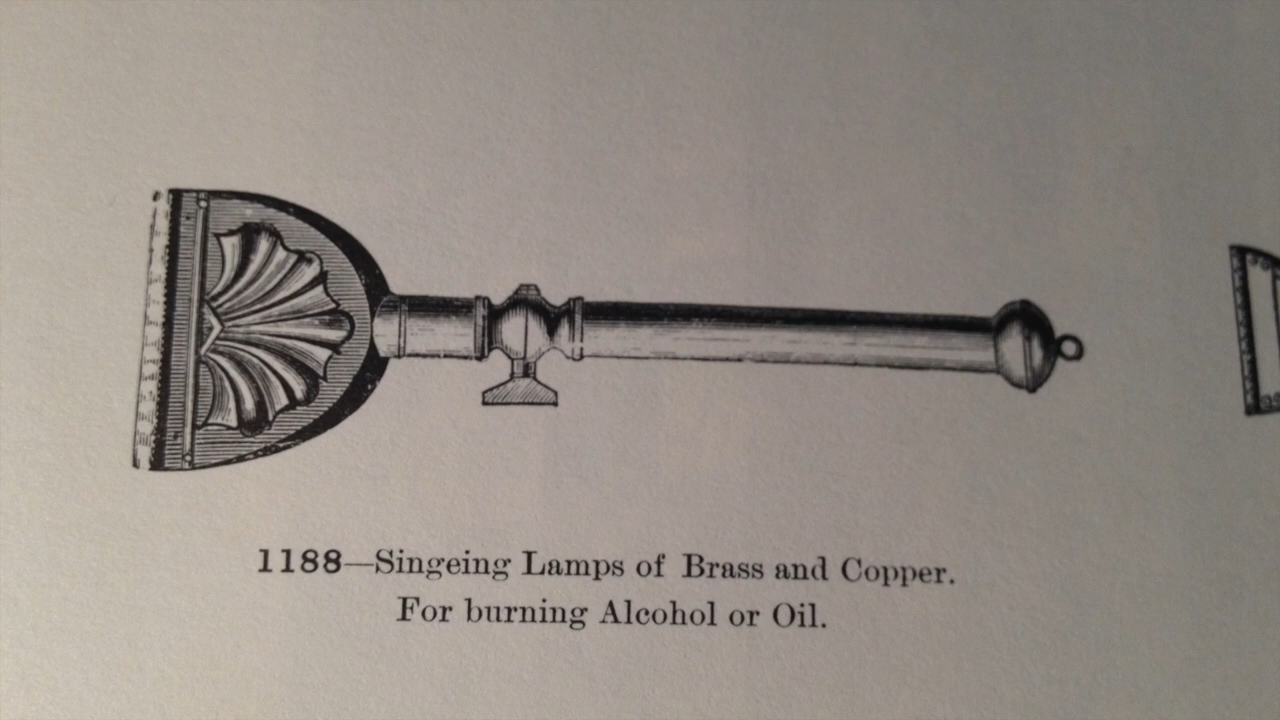 1188—Singeing Lamps of Brass and Copper.
For burning Alcohol or Oil.